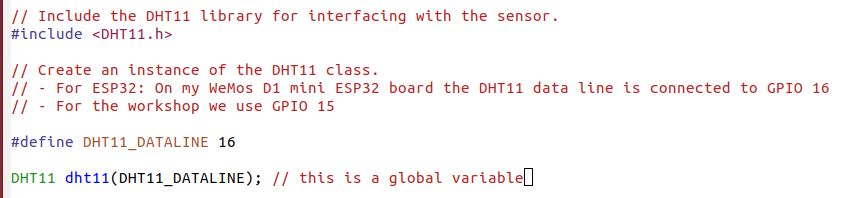 // Include the DHT11 library for interfacing with the sensor.
#include <DHT11.h>
// Create an instance of the DHT11 class.
// - For ESP32: On my WeMos D1 mini ESP32 board the DHT11 data line is connected to GPIO 16
// - For the workshop we use GPIO 15
#define DHT11_DATALINE 16
DHT11 dht11(DHT11_DATALINE); // this is a global variable